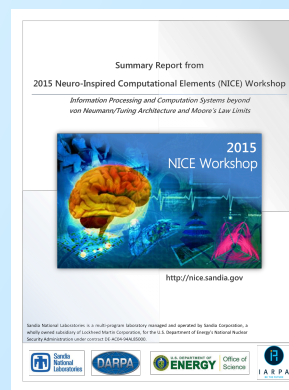 Summary Report from
2015 Neuro-Inspired Computational Elements (NICE) Workshop
Information Processing and Computation Systems beyond
von Neumann/Turing Architecture and Moore's Law Limits
2015
NICE Workshop
http://nice.sandia.gov
Sandia National Laboratories is a multi-program laboratory managed and operated by Sandia Corporation, a
wholly owned subsidiary of Lockheed Martin Corporation, for the U.S. Department of Energy's National Nuclear
Security Administration under contract DE-AC04-94AL85000.
Sandia
National
Laboratories
DARPA
U.S. DEPARTMENT OF
ENERGY
Office of
Science
IARPA